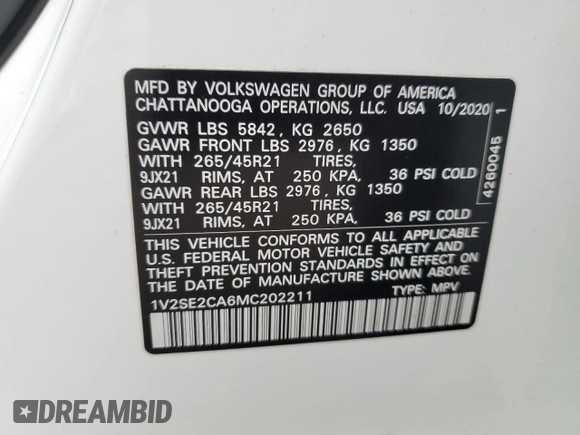 MFD BY VOLKSWAGEN GROUP OF AMERICA
CHATTANOOGA OPERATIONS, LLC. USA 10/2020
GVWR LBS 5842, KG 2650
GAWR FRONT LBS 2976, KG 1350
WITH 265/45R21 TIRES,
9JX21 RIMS, AT 250 KPA, 36 PSI COLD
GAWR REAR LBS 2976, KG 1350
WITH 265/45R21 TIRES,
9JX21 RIMS, AT 250 KPA, 36 PSI COLD
THIS VEHICLE CONFORMS TO ALL APPLICABLE
U.S. FEDERAL MOTOR VEHICLE SAFETY AND
THEFT PREVENTION STANDARDS IN EFFECT ON
THE DATE OF MANUFACTURE SHOWN ABOVE.
1V2SE2CA6MC202211 TYPE: MPV
4260045 1
DREAMBID